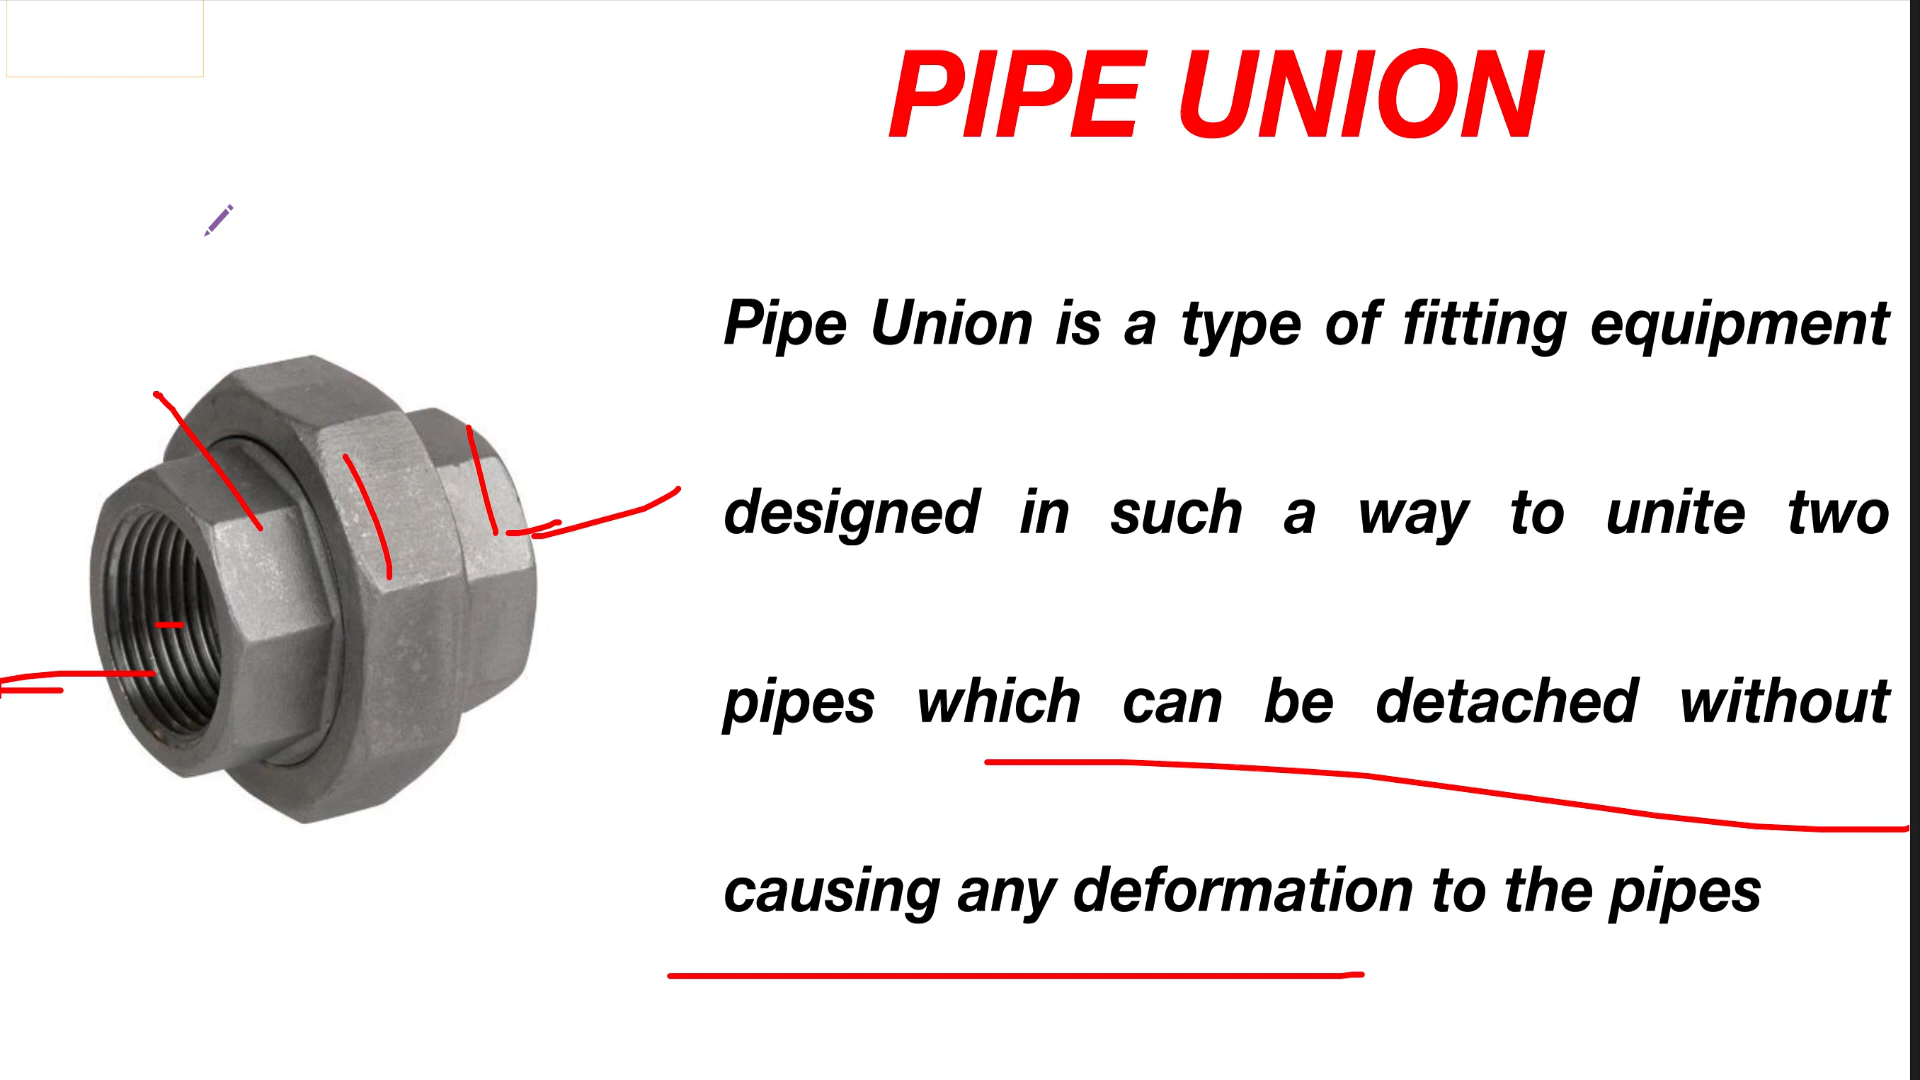 PIPE UNION
Pipe Union is a type of fitting equipment
designed in such a way to unite two
pipes which can be detached without
causing any deformation to the pipes